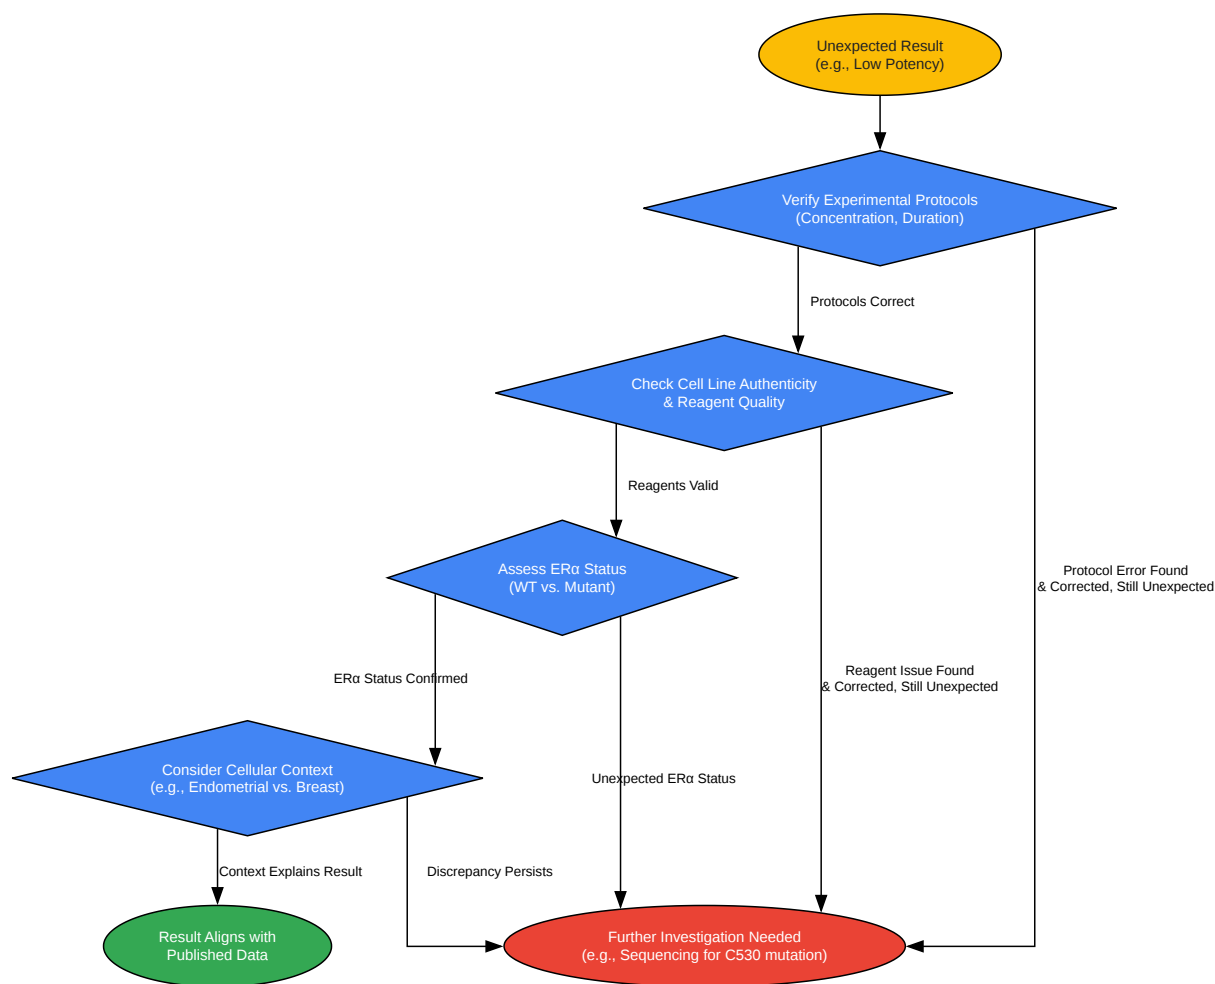 Unexpected Result
(e.g., Low Potency)
Verify Experimental Protocols
(Concentration, Duration)
Protocols Correct
Check Cell Line Authenticity
& Reagent Quality
Reagents Valid
Assess ERα Status
(WT vs. Mutant)
Protocol Error Found
& Corrected, Still Unexpected
ERα Status Confirmed
Reagent Issue Found
& Corrected, Still Unexpected
Consider Cellular Context
(e.g., Endometrial vs. Breast)
Unexpected ERα Status
Context Explains Result
Discrepancy Persists
Result Aligns with
Published Data
Further Investigation Needed
(e.g., Sequencing for C530 mutation)